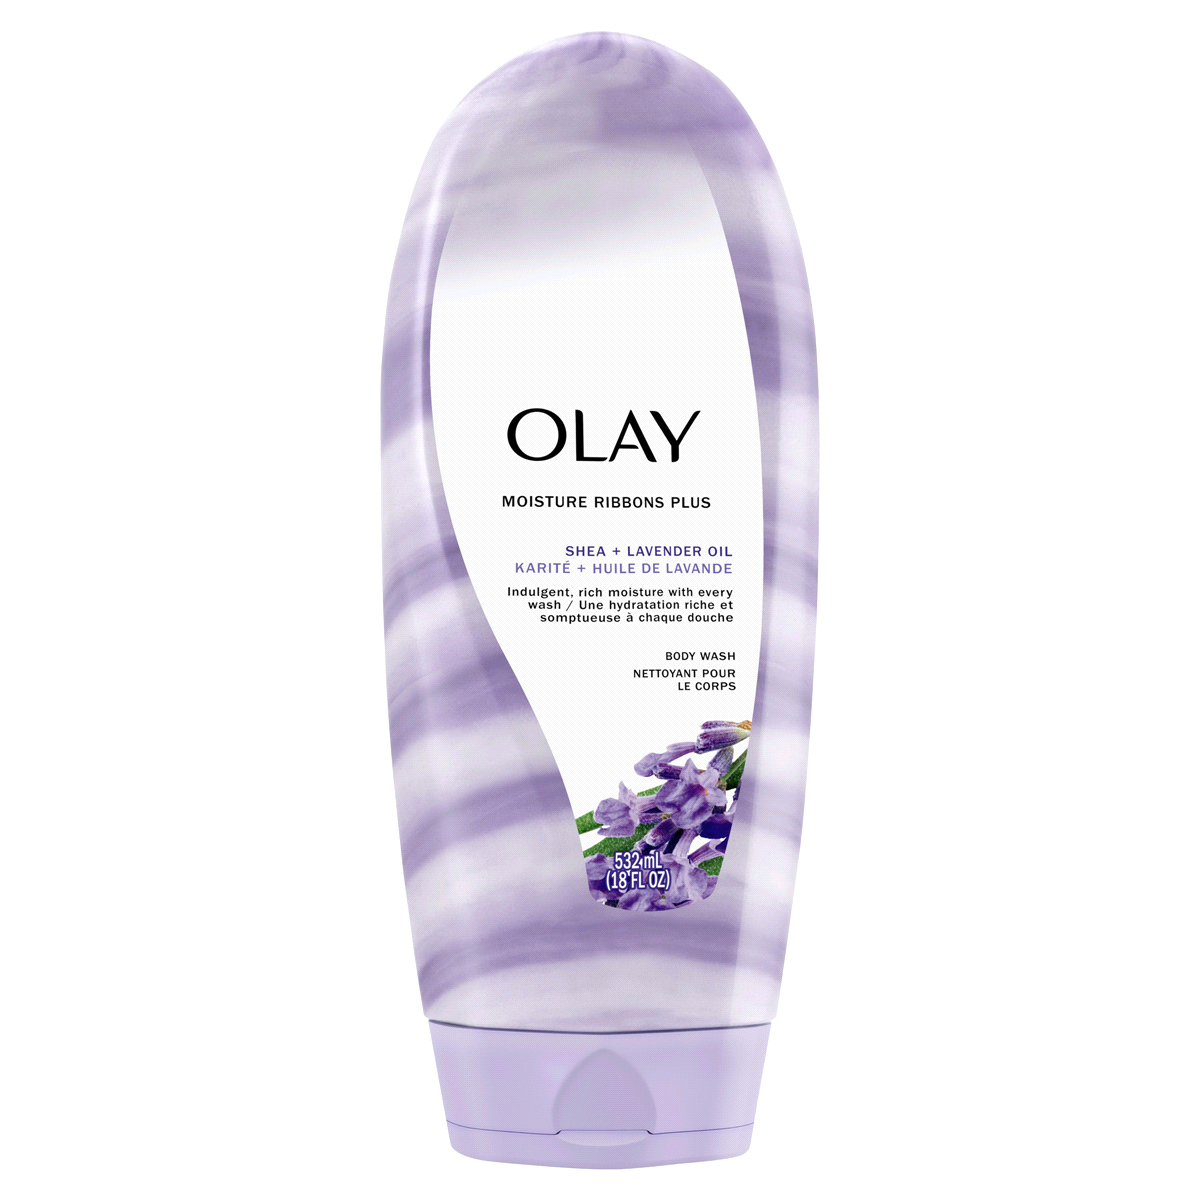 OLAY
MOISTURE RIBBONS PLUS
SHEA + LAVENDER OIL
KARITÉ + HUILE DE LAVANDE
Indulgent, rich moisture with every
wash / Une hydratation riche et
somptueuse à chaque douche
BODY WASH
NETTOYANT POUR
LE CORPS
532 mL
(18 FL OZ)